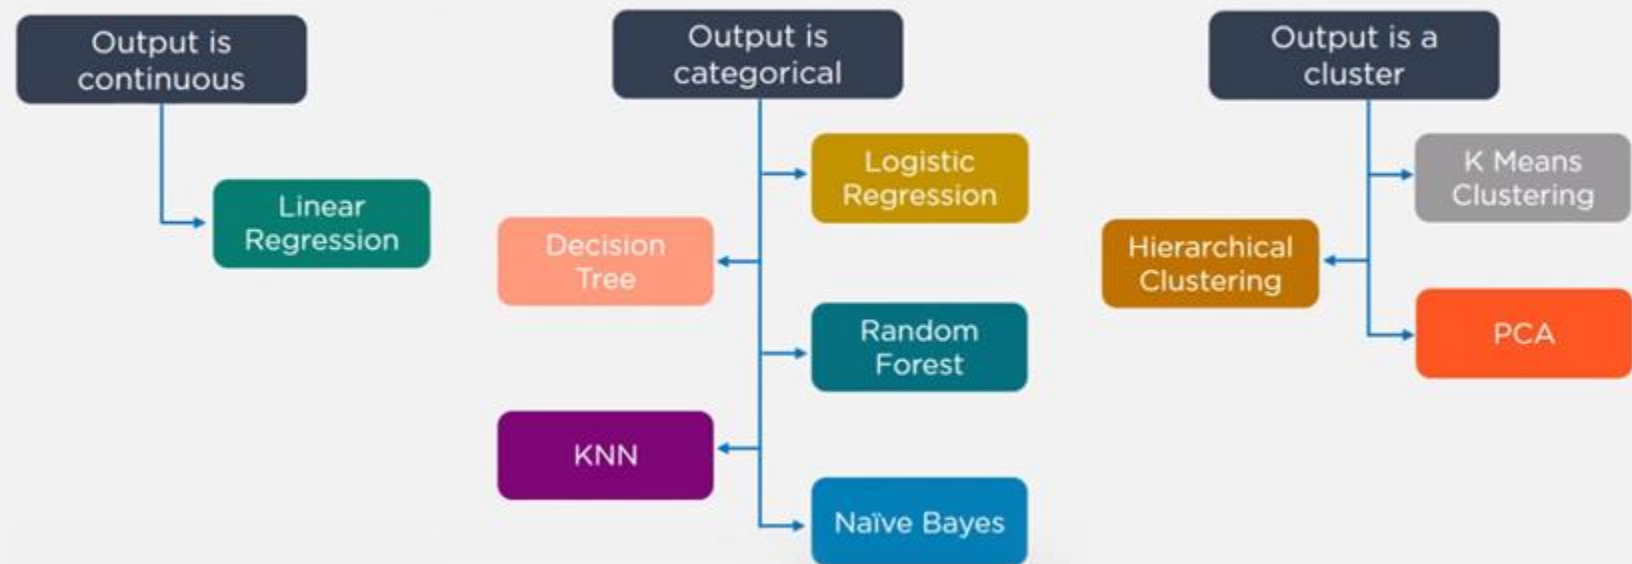 Output is
continuous
Linear
Regression
Output is
categorical
Logistic
Regression
Decision
Tree
Random
Forest
KNN
Naïve Bayes
Output is a
cluster
K Means
Clustering
Hierarchical
Clustering
PCA